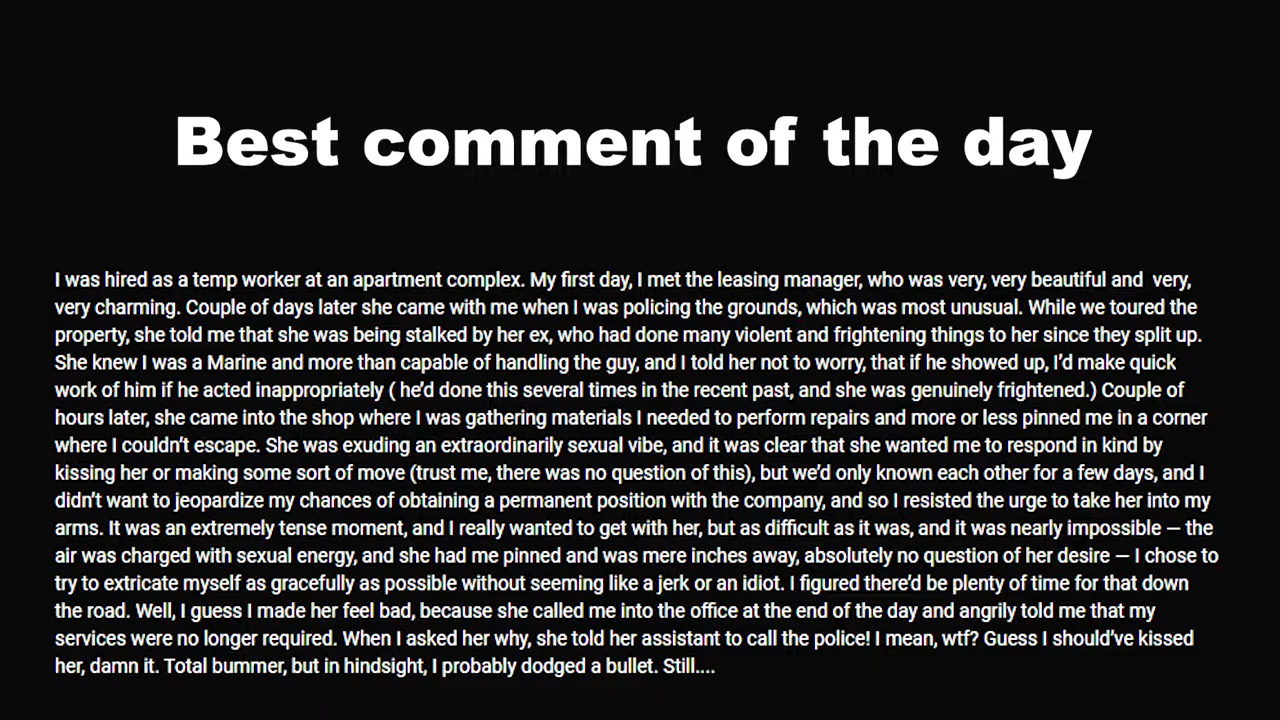 Best comment of the day
I was hired as a temp worker at an apartment complex. My first day, I met the leasing manager, who was very, very beautiful and  very,
very charming. Couple of days later she came with me when I was policing the grounds, which was most unusual. While we toured the
property, she told me that she was being stalked by her ex, who had done many violent and frightening things to her since they split up.
She knew I was a Marine and more than capable of handling the guy, and I told her not to worry, that if he showed up, I’d make quick
work of him if he acted inappropriately ( he’d done this several times in the recent past, and she was genuinely frightened.) Couple of
hours later, she came into the shop where I was gathering materials I needed to perform repairs and more or less pinned me in a corner
where I couldn’t escape. She was exuding an extraordinarily sexual vibe, and it was clear that she wanted me to respond in kind by
kissing her or making some sort of move (trust me, there was no question of this), but we’d only known each other for a few days, and I
didn’t want to jeopardize my chances of obtaining a permanent position with the company, and so I resisted the urge to take her into my
arms. It was an extremely tense moment, and I really wanted to get with her, but as difficult as it was, and it was nearly impossible — the
air was charged with sexual energy, and she had me pinned and was mere inches away, absolutely no question of her desire — I chose to
try to extricate myself as gracefully as possible without seeming like a jerk or an idiot. I figured there’d be plenty of time for that down
the road. Well, I guess I made her feel bad, because she called me into the office at the end of the day and angrily told me that my
services were no longer required. When I asked her why, she told her assistant to call the police! I mean, wtf? Guess I should’ve kissed
her, damn it. Total bummer, but in hindsight, I probably dodged a bullet. Still....